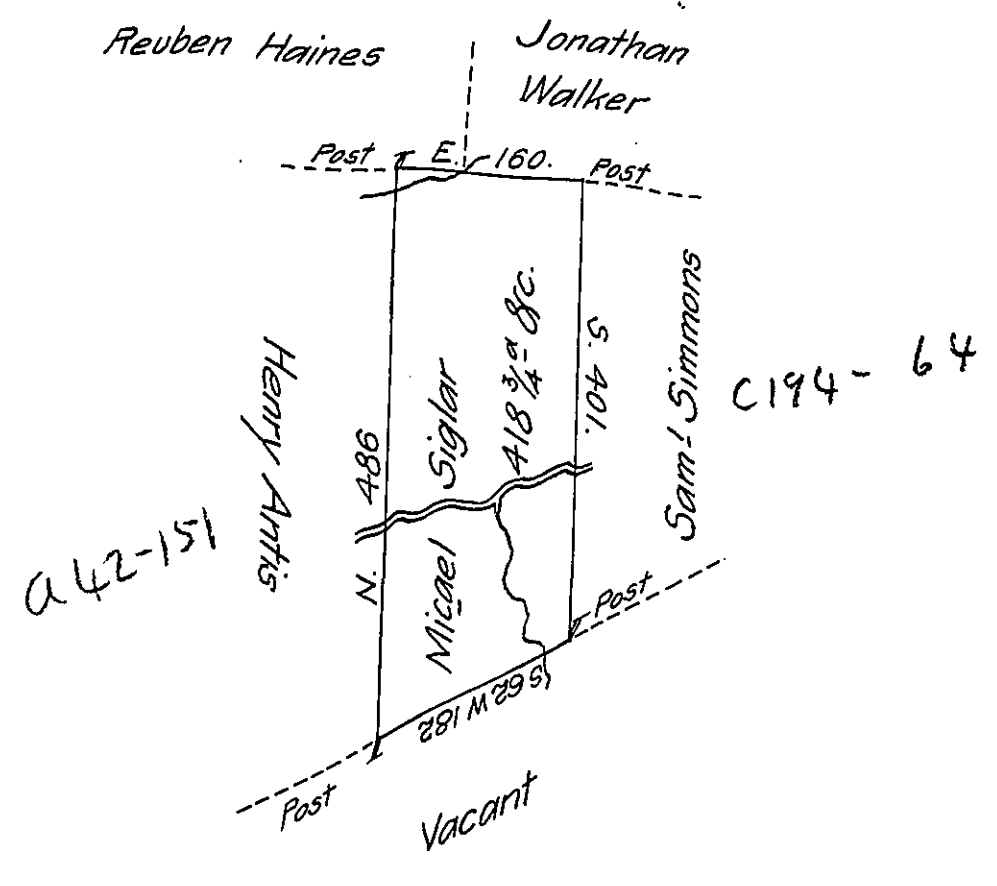 Reuben Haines
Jonathan
Walker
Post
E. 160.
Post
Henry Antis
N. 486
Micael Siglar
418 3/4 a &c.
S. 401.
Sam-l Simmons
C194 - 64
a42-151
Post
S 62 W 182
Post
Vacant